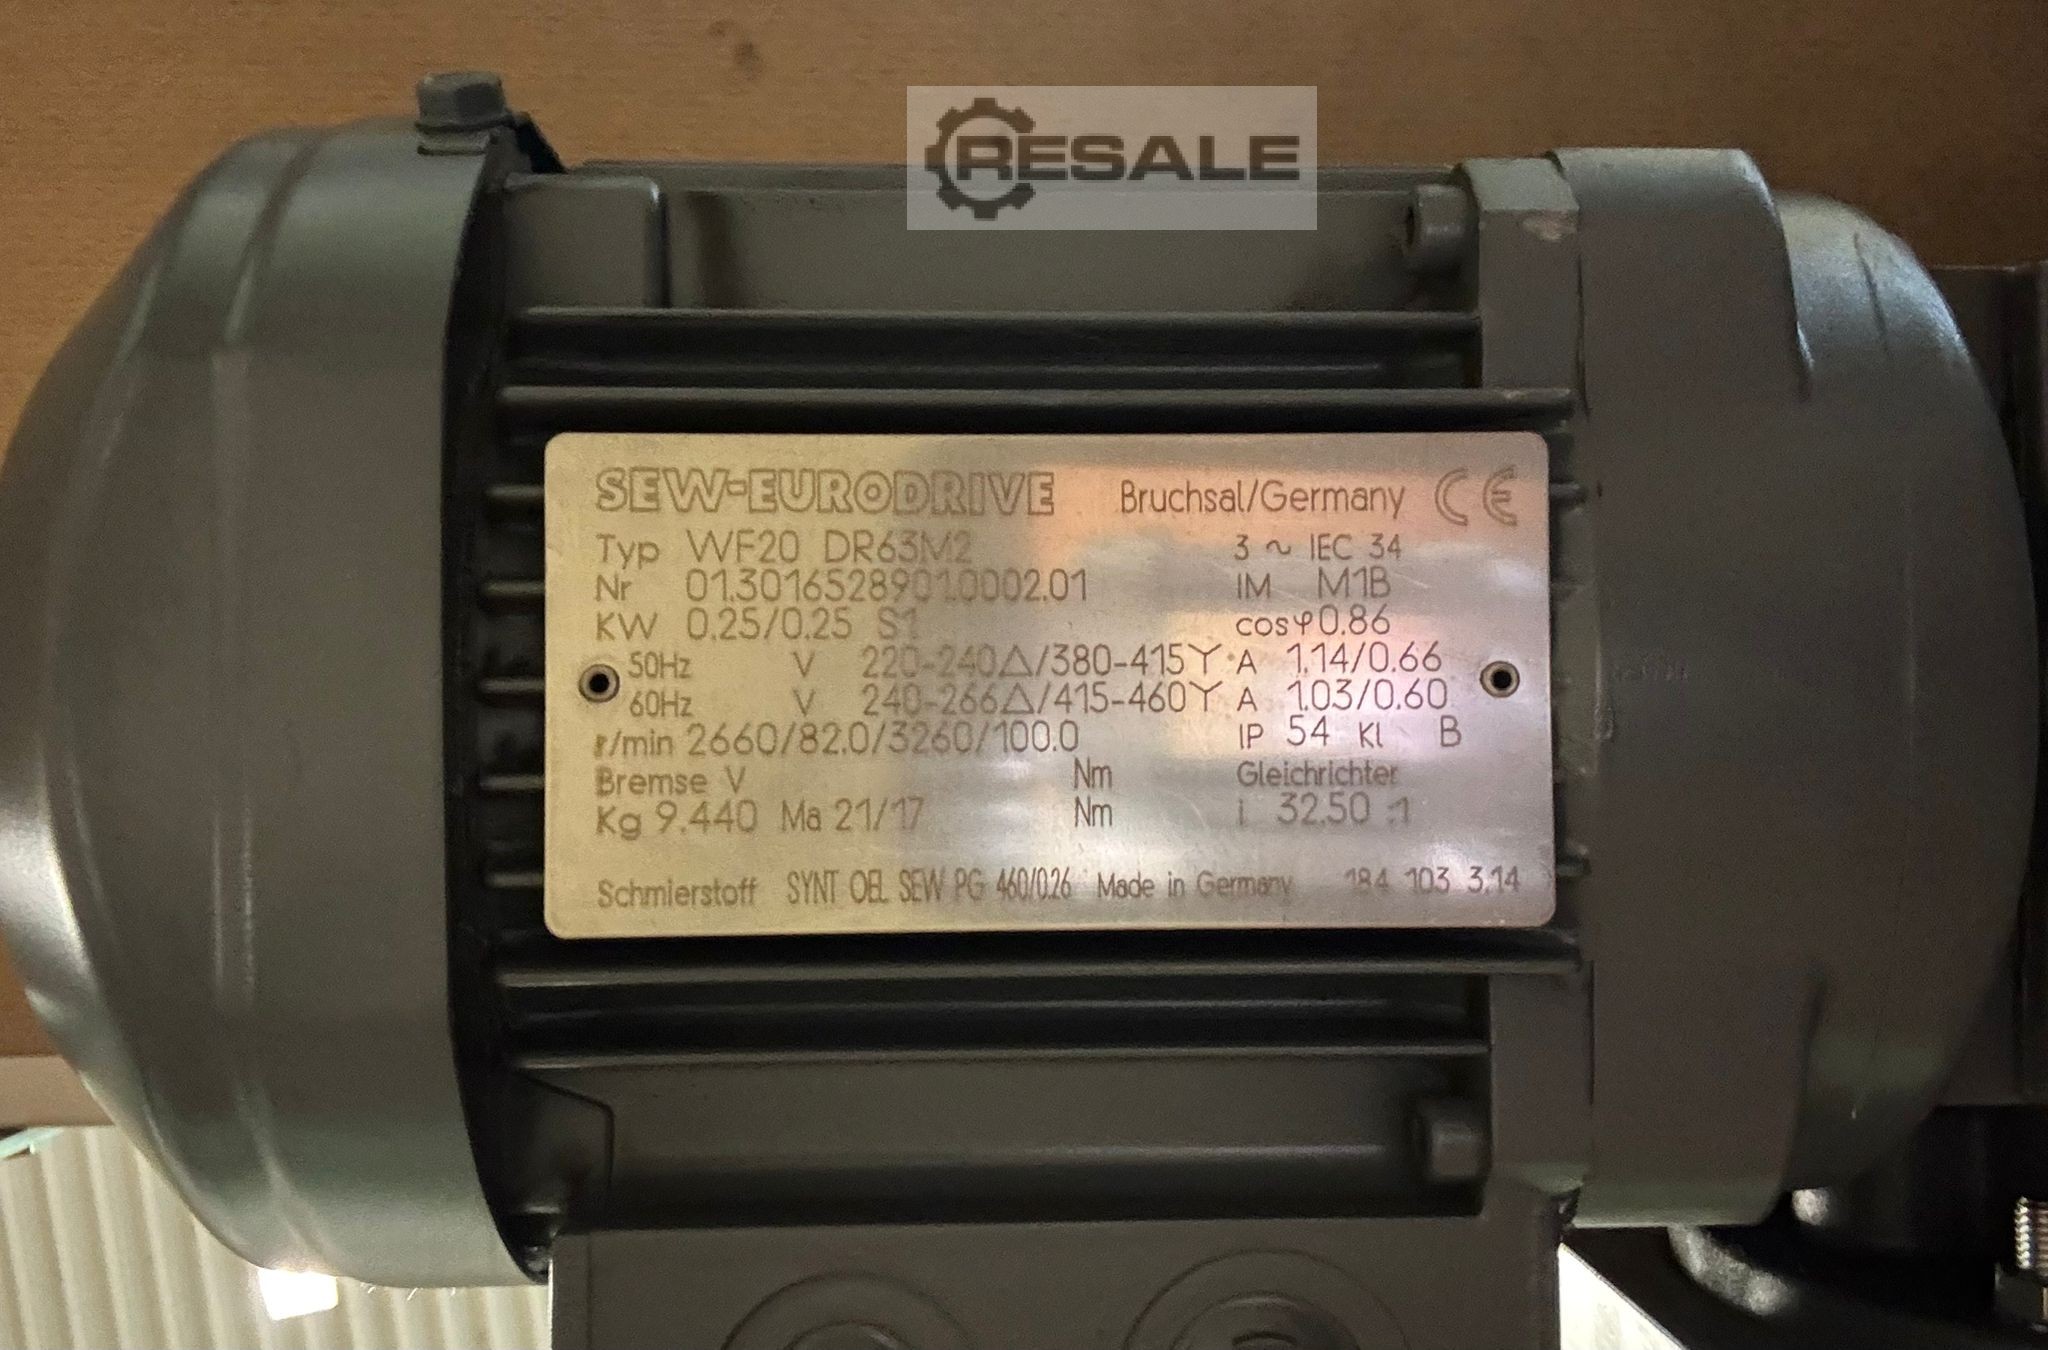 RESALE
SEW-EURODRIVE Bruchsal/Germany CE
Typ WF20 DR63M2 3 ~ IEC 34
Nr 01.3016528901.0002.01 IM M1B
KW 0.25/0.25 S1 cosφ 0.86
50Hz V 220-240△/380-415Y A 1.14/0.66
60Hz V 240-266△/415-460Y A 1.03/0.60
r/min 2660/82.0/3260/100.0 IP 54 Kl B
Bremse V Nm Gleichrichter
Kg 9.440 Ma 21/17 Nm i 32.50 :1
Schmierstoff SYNT OEL SEW PG 460/0.26 Made in Germany 184 103 3.14